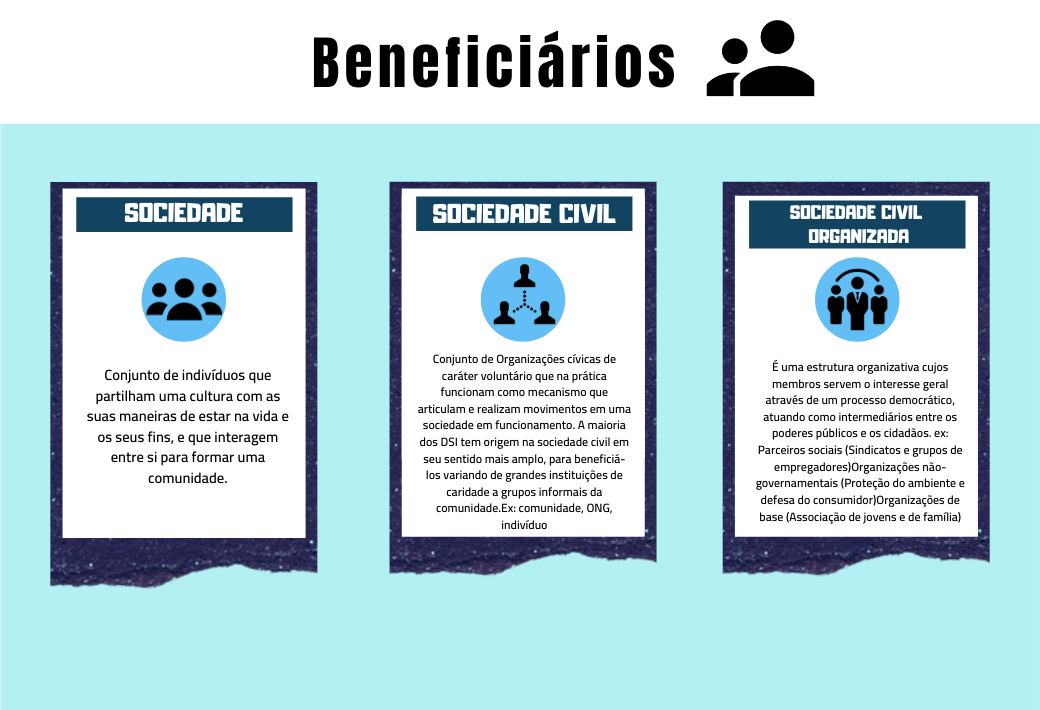 Beneficiários
SOCIEDADE
Conjunto de indivíduos que
partilham uma cultura com as
suas maneiras de estar na vida e
os seus fins, e que interagem
entre si para formar uma
comunidade.
SOCIEDADE CIVIL
Conjunto de Organizações cívicas de
caráter voluntário que na prática
funcionam como mecanismo que
articulam e realizam movimentos em uma
sociedade em funcionamento. A maioria
dos DSI tem origem na sociedade civil em
seu sentido mais amplo, para beneficiá-
los variando de grandes instituições de
caridade a grupos informais da
comunidade.Ex: comunidade, ONG,
indivíduo
SOCIEDADE CIVIL
ORGANIZADA
É uma estrutura organizativa cujos
membros servem o interesse geral
através de um processo democrático,
atuando como intermediários entre os
poderes públicos e os cidadãos. ex:
Parceiros sociais (Sindicatos e grupos de
empregadores)Organizações não-
governamentais (Proteção do ambiente e
defesa do consumidor)Organizações de
base (Associação de jovens e de família)